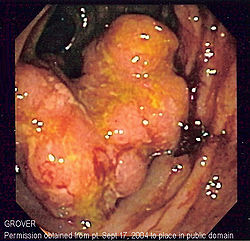 GROVER
Permission obtained from pt. Sept 17, 2004 to place in public domain